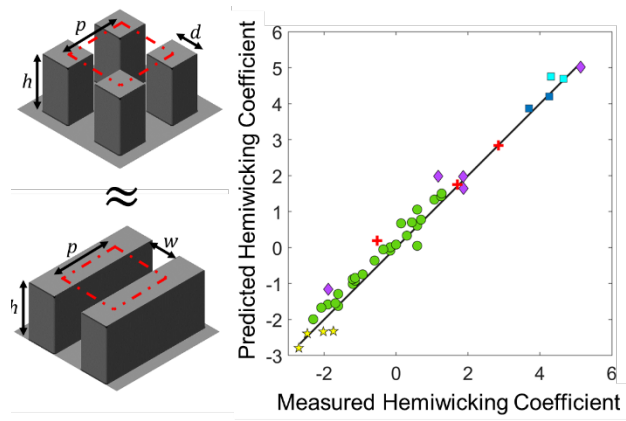 p
d
h
≈
p
w
h
Predicted Hemiwicking Coefficient
6
5
4
3
2
1
0
-1
-2
-3
-2 0 2 4 6
Measured Hemiwicking Coefficient